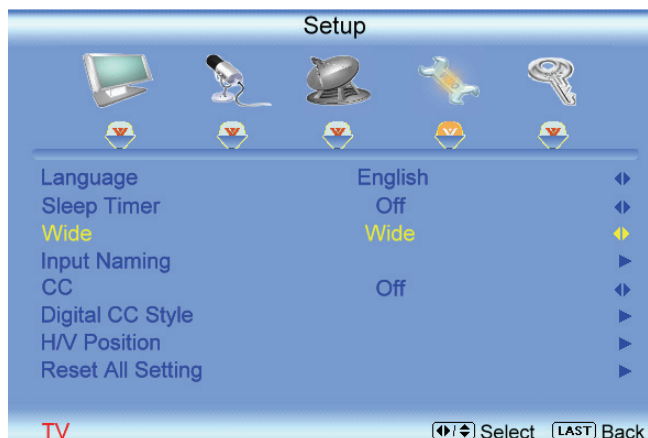 Setup
Language English
Sleep Timer Off
Wide Wide
Input Naming
CC Off
Digital CC Style
H/V Position
Reset All Setting
TV Select LAST Back